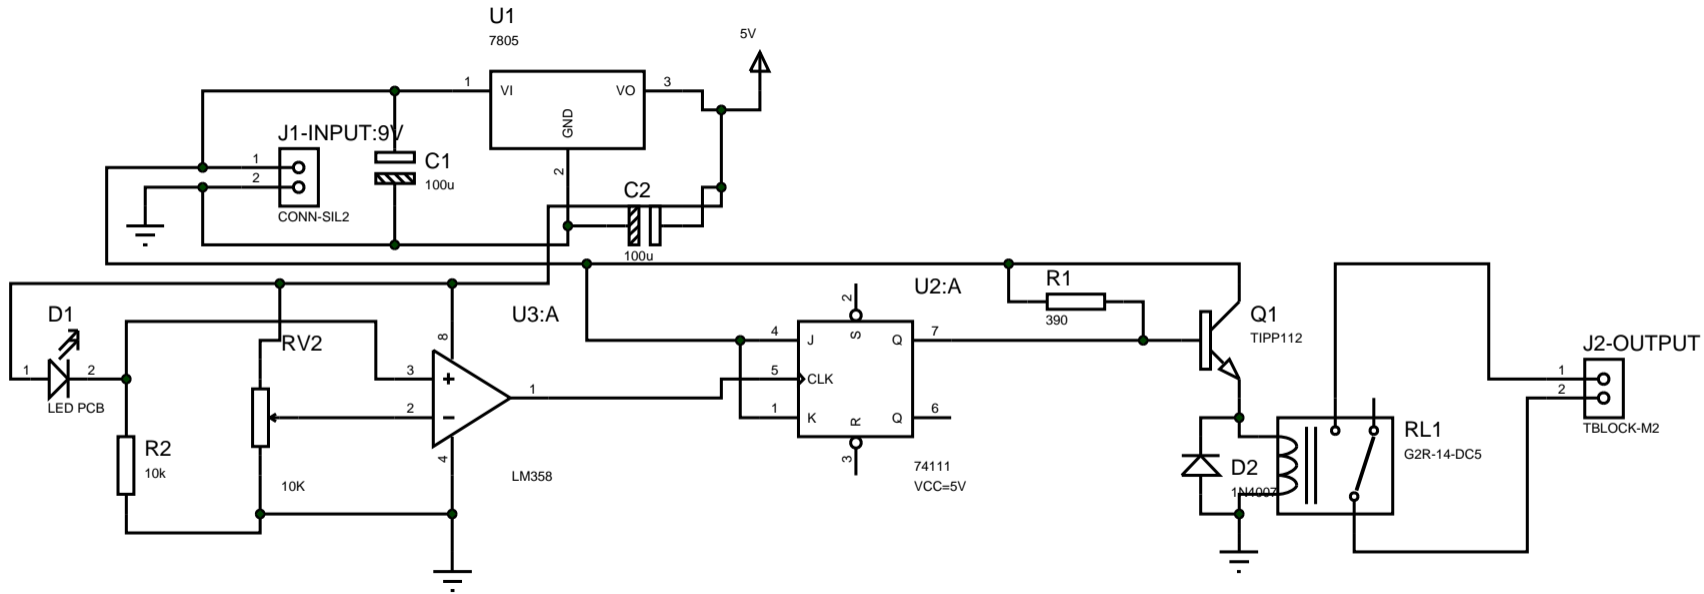 U1
7805
5V
1
VI
VO
3
GND
2
J1-INPUT:9V
1
2
CONN-SIL2
C1
100u
C2
100u
D1
1
2
LED PCB
RV2
10K
R2
10k
U3:A
8
3
2
1
4
LM358
U2:A
2
4
J
S
Q
7
5
CLK
1
K
R
Q
6
3
74111
VCC=5V
R1
390
Q1
TIPP112
D2
1N4007
RL1
G2R-14-DC5
J2-OUTPUT
1
2
TBLOCK-M2